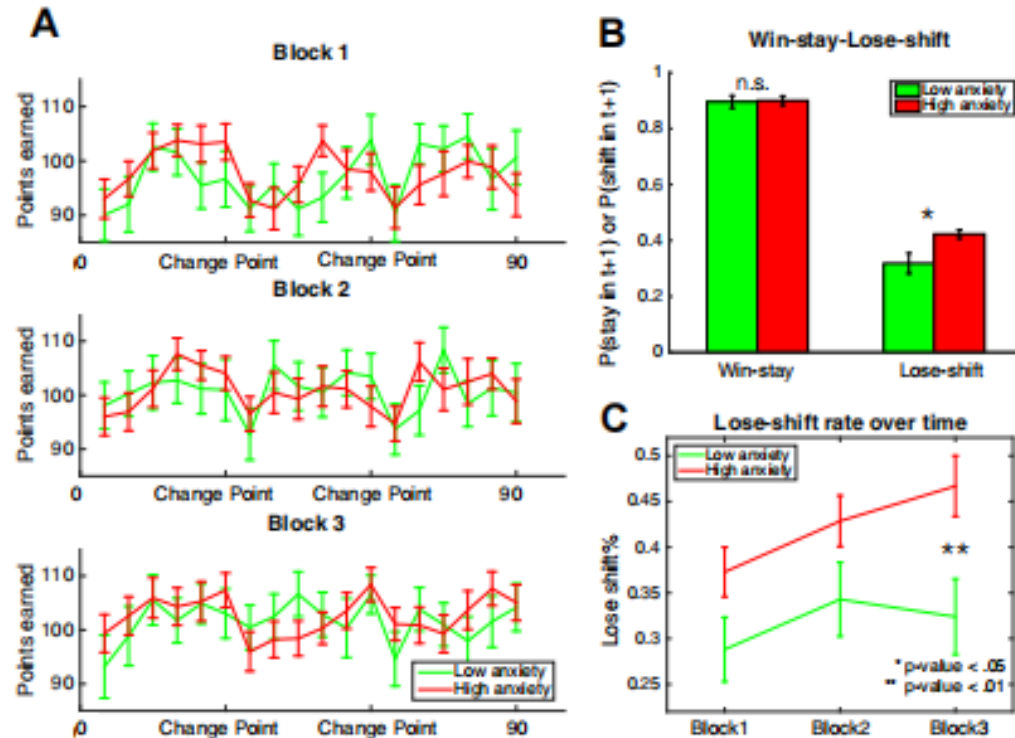 A
Block 1
Points earned
110
100
90
0
Change Point
Change Point
90
Block 2
Points earned
110
100
90
0
Change Point
Change Point
90
Block 3
Points earned
110
100
90
Low anxiety
High anxiety
0
Change Point
Change Point
90
B
Win-stay-Lose-shift
P(stay in t+1) or P(shift in t+1)
1
0.8
0.6
0.4
0.2
0
n.s.
Low anxiety
High anxiety
*
Win-stay
Lose-shift
C
Lose-shift rate over time
Lose shift%
0.5
0.45
0.4
0.35
0.3
0.25
Low anxiety
High anxiety
**
* p-value < .05
** p-value < .01
Block1
Block2
Block3